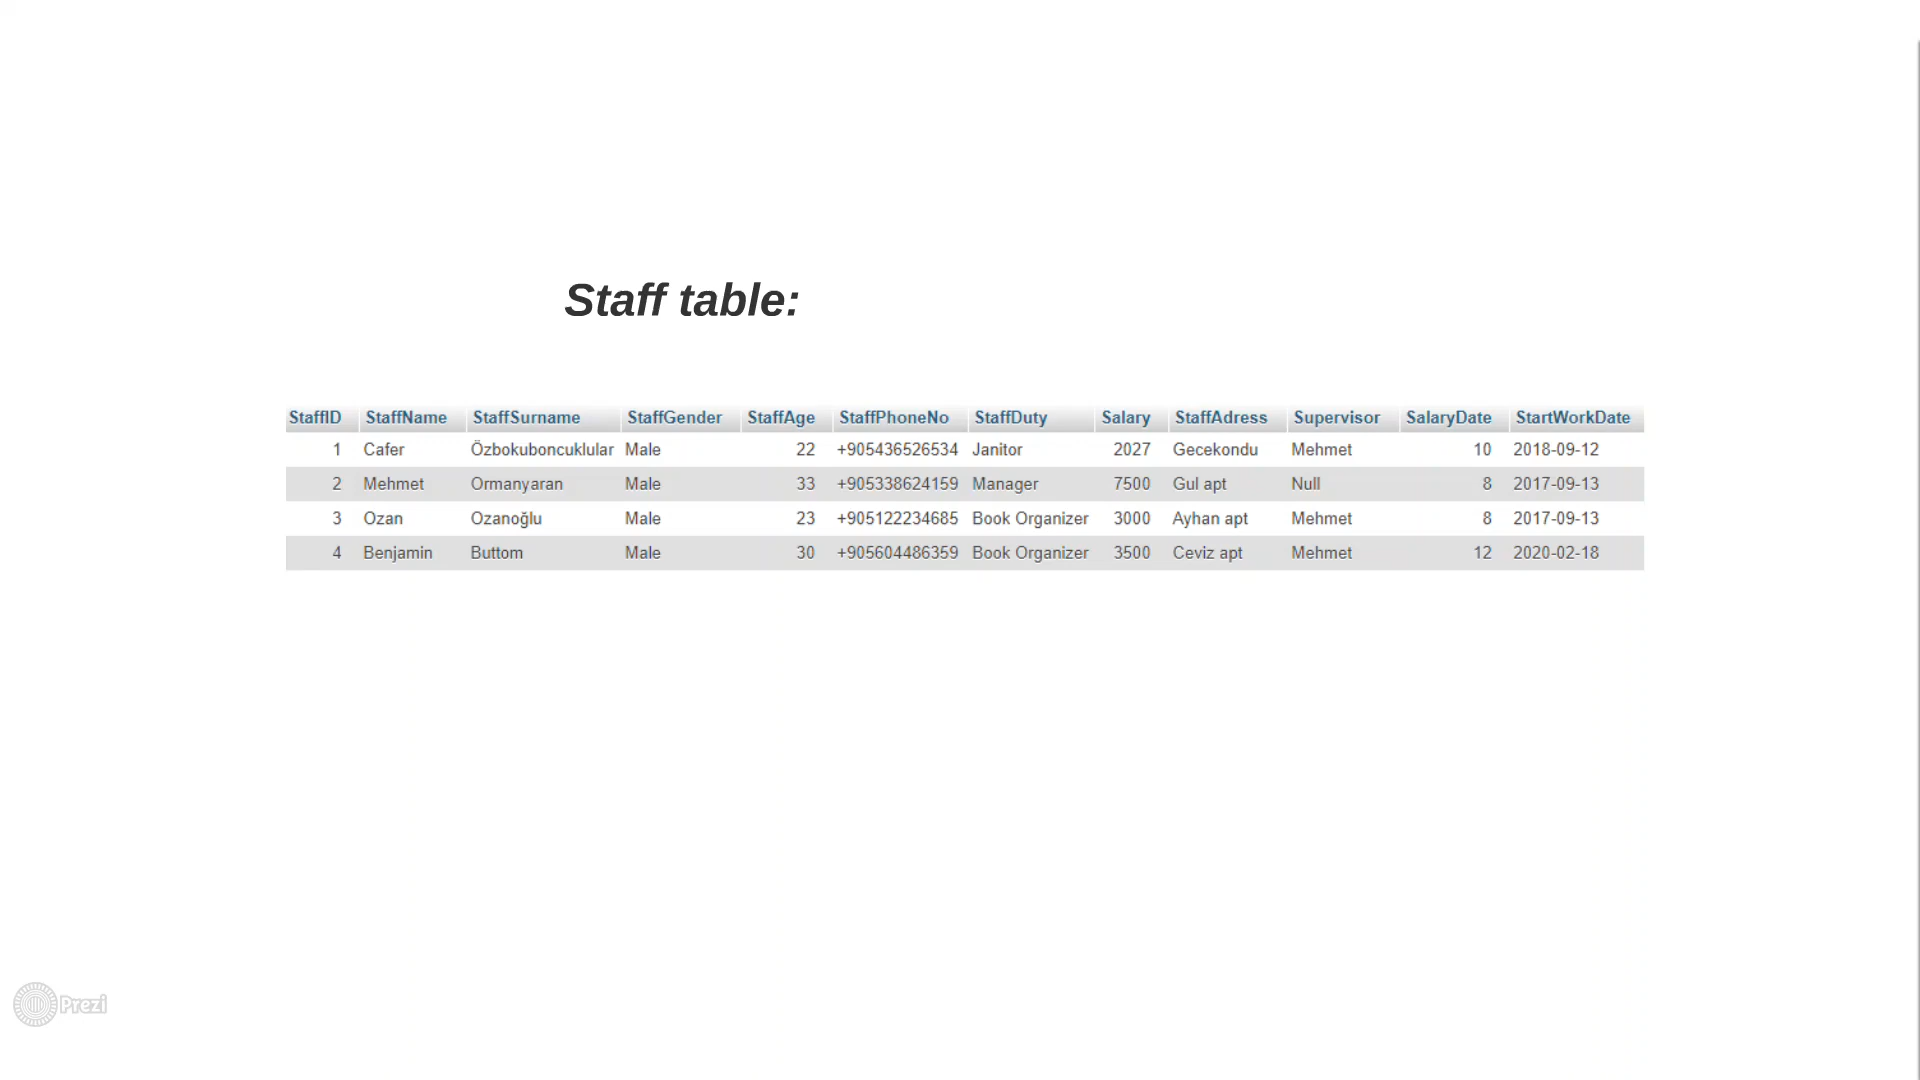 Staff table:
StaffID StaffName StaffSurname StaffGender StaffAge StaffPhoneNo StaffDuty Salary StaffAdress Supervisor SalaryDate StartWorkDate
1 Cafer Özbokuboncuklular Male 22 +905436526534 Janitor 2027 Gecekondu Mehmet 10 2018-09-12
2 Mehmet Ormanyaran Male 33 +905338624159 Manager 7500 Gul apt Null 8 2017-09-13
3 Ozan Ozanoğlu Male 23 +905122234685 Book Organizer 3000 Ayhan apt Mehmet 8 2017-09-13
4 Benjamin Buttom Male 30 +905604486359 Book Organizer 3500 Ceviz apt Mehmet 12 2020-02-18
Prezi